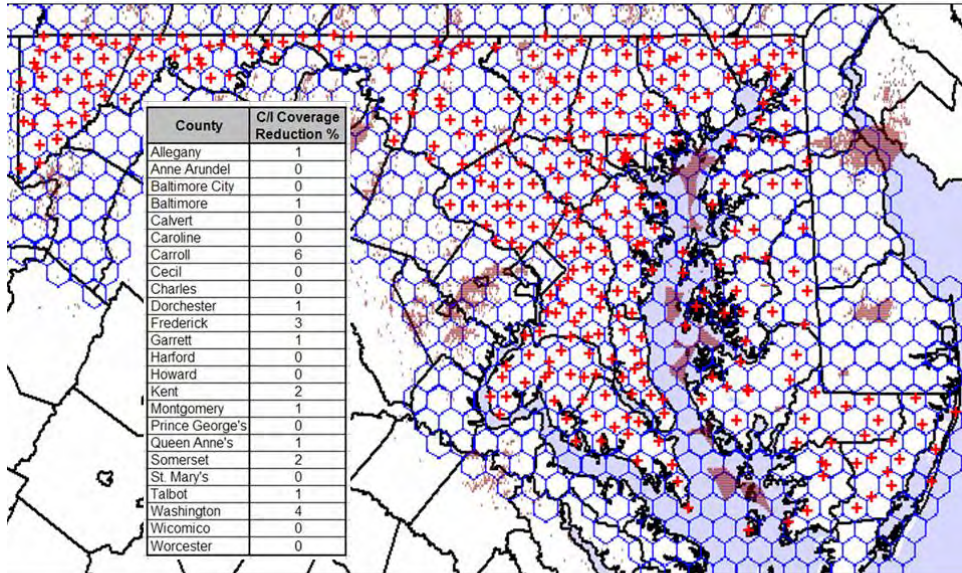 County C/I Coverage
Reduction %
Allegany 1
Anne Arundel 0
Baltimore City 0
Baltimore 1
Calvert 0
Caroline 0
Carroll 6
Cecil 0
Charles 0
Dorchester 1
Frederick 3
Garrett 1
Harford 0
Howard 0
Kent 2
Montgomery 1
Prince George's 0
Queen Anne's 1
Somerset 2
St. Mary's 0
Talbot 1
Washington 4
Wicomico 0
Worcester 0